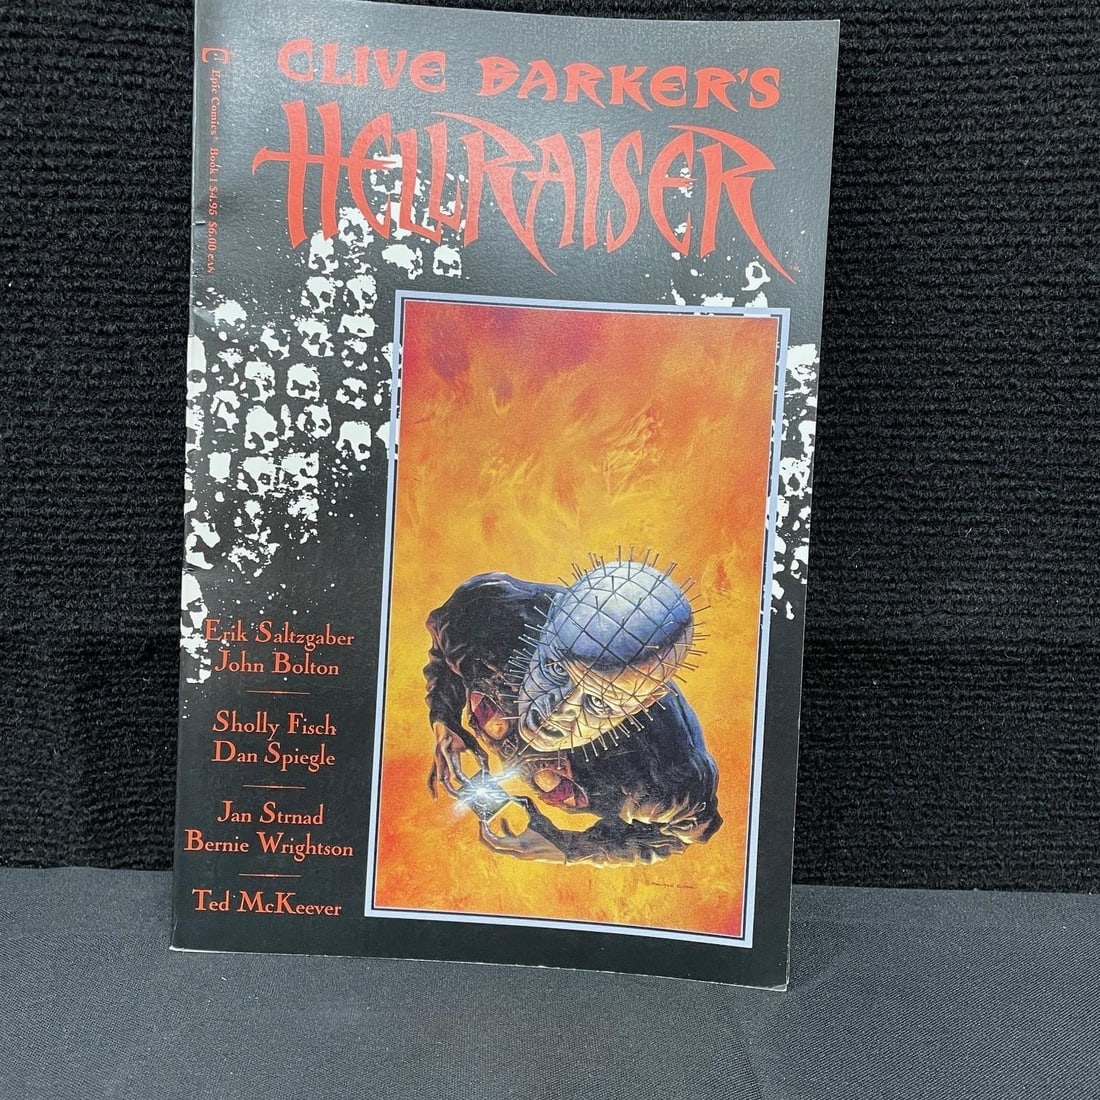 CLIVE BARKER'S
HELLRAISER
Epic Comics® Book 1 $4.95 $6.00 CAN
Erik Saltzgaber
John Bolton
Sholly Fisch
Dan Spiegle
Jan Strnad
Bernie Wrightson
Ted McKeever